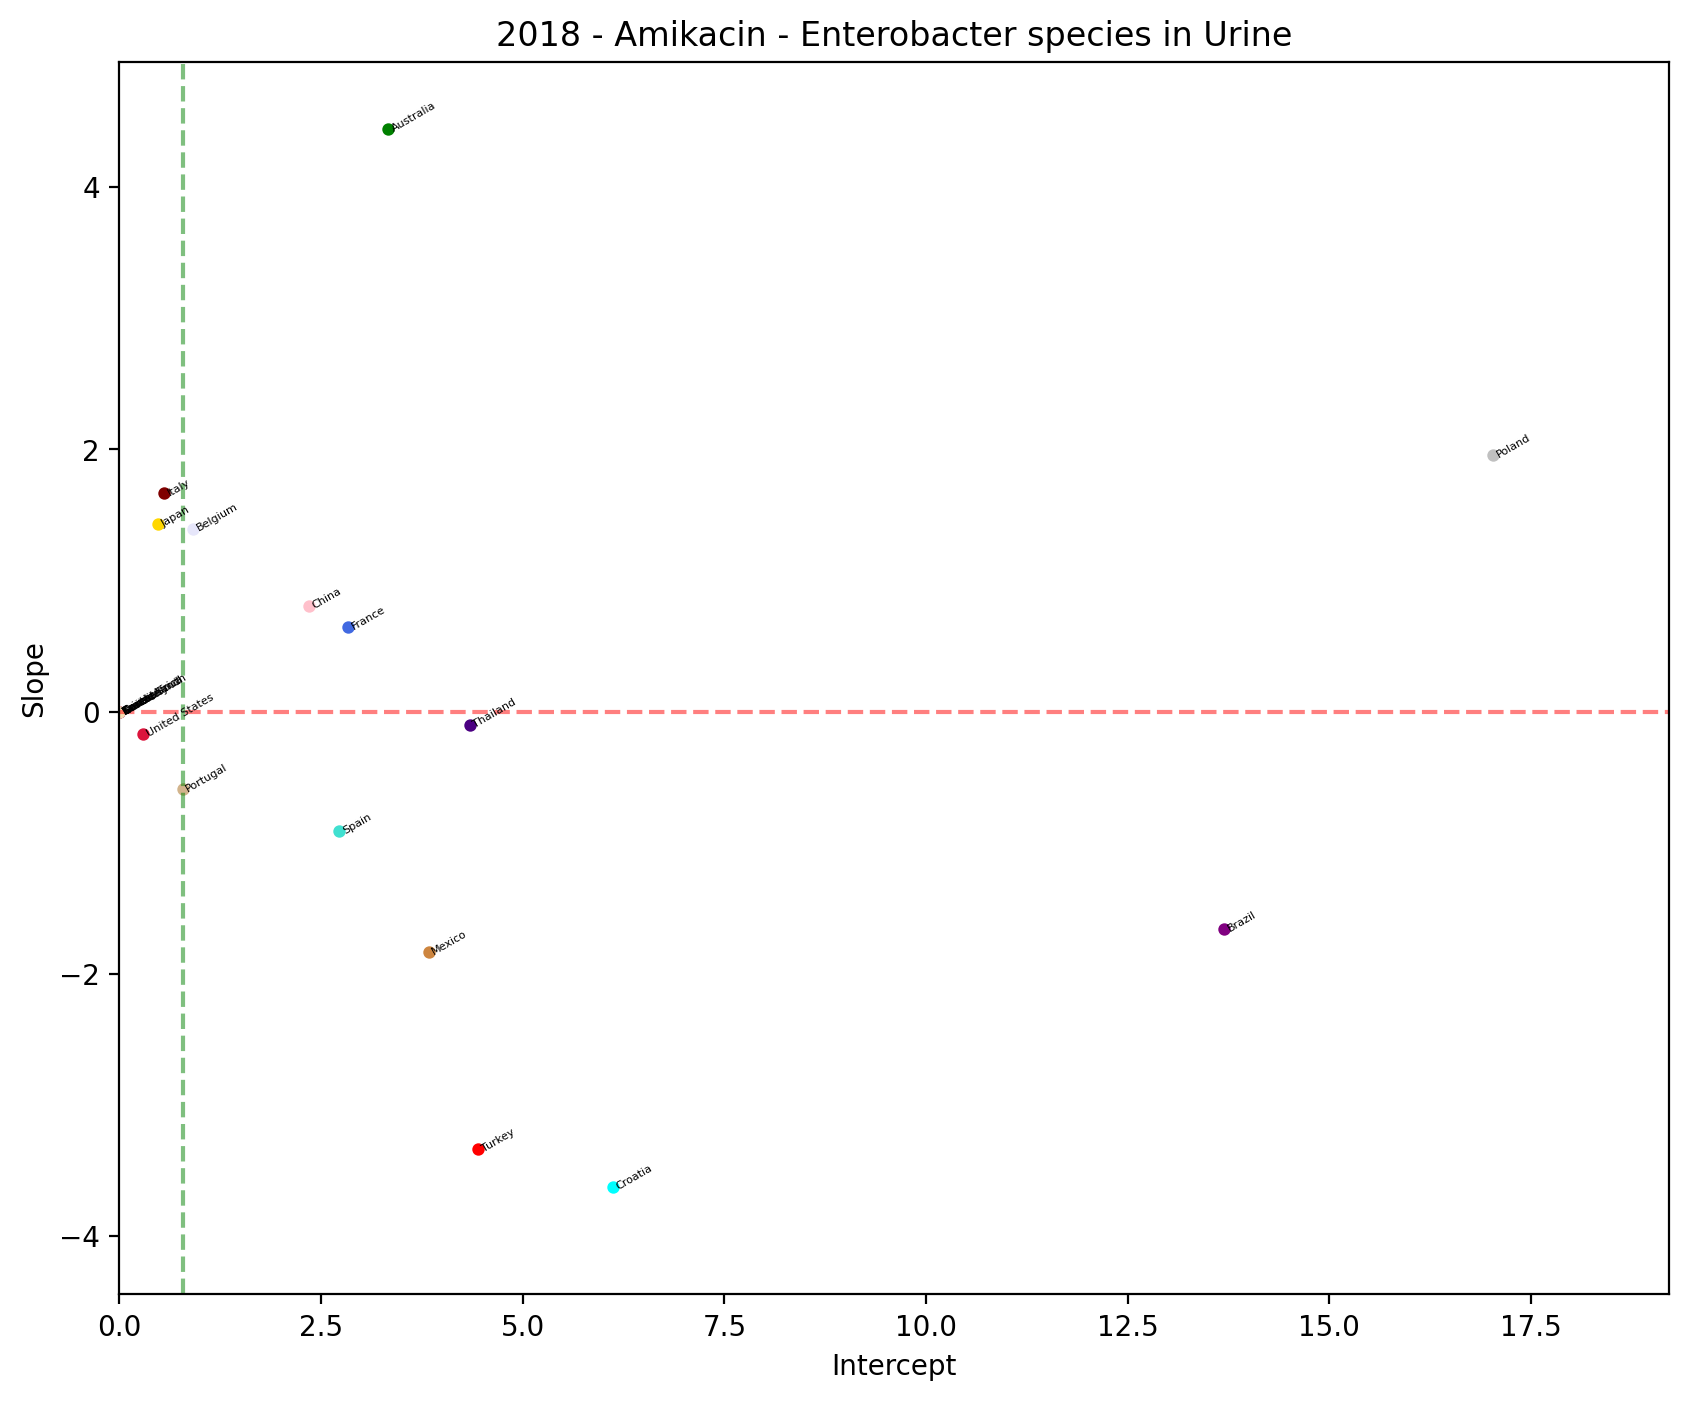 2018 - Amikacin - Enterobacter species in Urine
Australia
4
Poland
2
Italy
Japan
Belgium
China
France
Slope
0
United States
Thailand
Portugal
Spain
Brazil
Mexico
−2
Turkey
Croatia
−4
0.0 2.5 5.0 7.5 10.0 12.5 15.0 17.5
Intercept